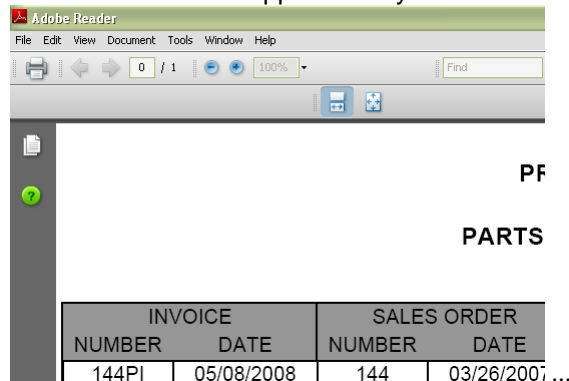 Adobe Reader
File Edit View Document Tools Window Help
0 / 1 100% Find
PR
PARTS
INVOICE SALES ORDER
NUMBER DATE NUMBER DATE
144PI 05/08/2008 144 03/26/2007...